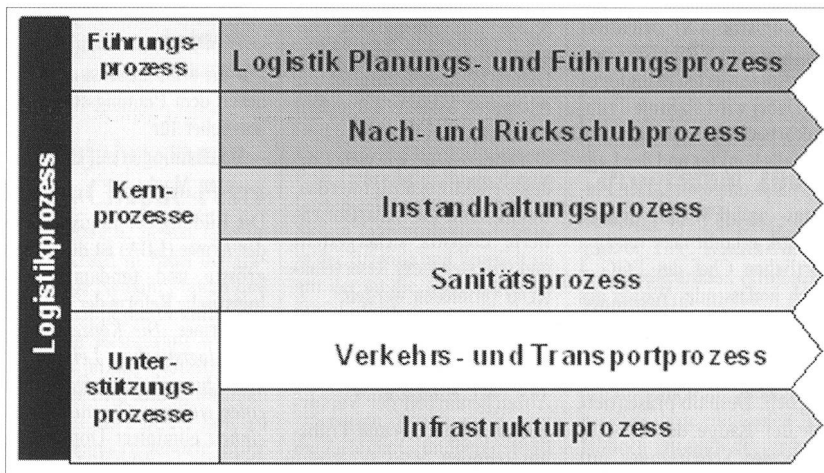 Logistikprozess
Führungs-
prozess
Logistik Planungs- und Führungsprozess
Kern-
prozesse
Nach- und Rückschubprozess
Instandhaltungsprozess
Sanitätsprozess
Unter-
stützungs-
prozesse
Verkehrs- und Transportprozess
Infrastrukturprozess